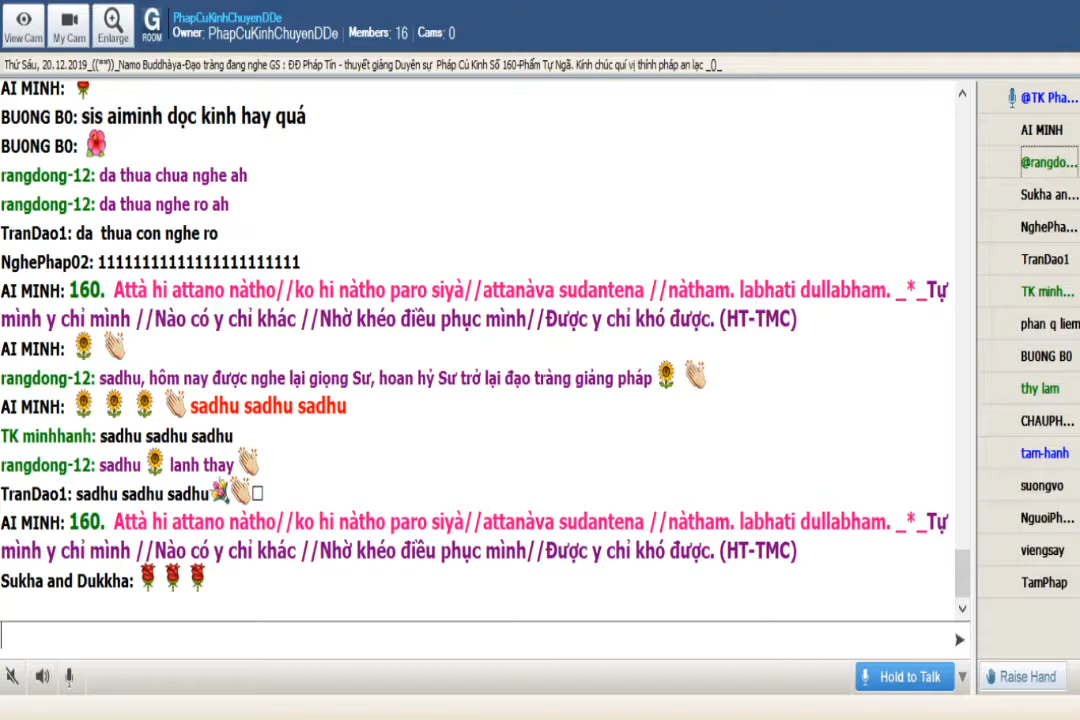 View Cam My Cam Enlarge G ROOM PhapCuKinhChuyenDDe
Owner: PhapCuKinhChuyenDDe | Members: 16 | Cams: 0
Thứ Sáu, 20.12.2019_((**))_Namo Buddhàya-Đạo tràng đang nghe GS : ĐĐ Pháp Tín - thuyết giảng Duyên sự Pháp Cú Kinh Số 160-Phẩm Tự Ngã. Kính chúc quí vị thính pháp an lạc _()_
AI MINH:
BUONG BO: sis aiminh dọc kinh hay quá
BUONG BO:
rangdong-12: da thua chua nghe ah
rangdong-12: da thua nghe ro ah
TranDao1: da thua con nghe ro
NghePhap02: 11111111111111111111111
AI MINH: 160. Attà hi attano nàtho//ko hi nàtho paro siyà//attanàva sudantena //nàtham. labhati dullabham. _*_Tự
mình y chỉ mình //Nào có y chỉ khác //Nhờ khéo điều phục mình//Được y chỉ khó được. (HT-TMC)
AI MINH:
rangdong-12: sadhu, hôm nay được nghe lại giọng Sư, hoan hỷ Sư trở lại đạo tràng giảng pháp
AI MINH: sadhu sadhu sadhu
TK minhhanh: sadhu sadhu sadhu
rangdong-12: sadhu lanh thay
TranDao1: sadhu sadhu sadhu
AI MINH: 160. Attà hi attano nàtho//ko hi nàtho paro siyà//attanàva sudantena //nàtham. labhati dullabham. _*_Tự
mình y chỉ mình //Nào có y chỉ khác //Nhờ khéo điều phục mình//Được y chỉ khó được. (HT-TMC)
Sukha and Dukkha:
@TK Pha...
AI MINH
@rangdo...
Sukha an...
NghePha...
TranDao1
TK minh...
phan q liem
BUONG BO
thy lam
CHAUPH...
tam-hanh
suongvo
NguoiPh...
viengsay
TamPhap
Hold to Talk
Raise Hand